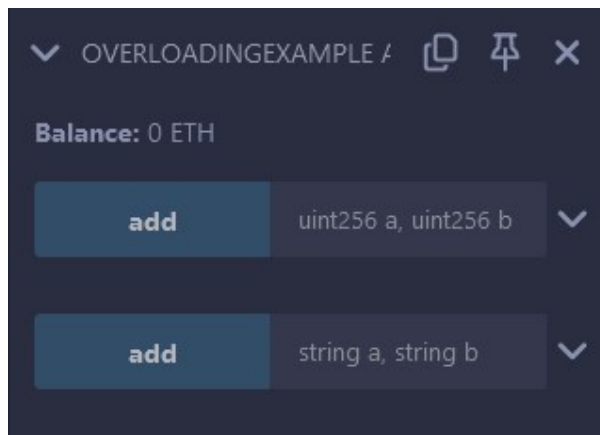 OVERLOADINGEXAMPLE A
Balance: 0 ETH
add uint256 a, uint256 b
add string a, string b